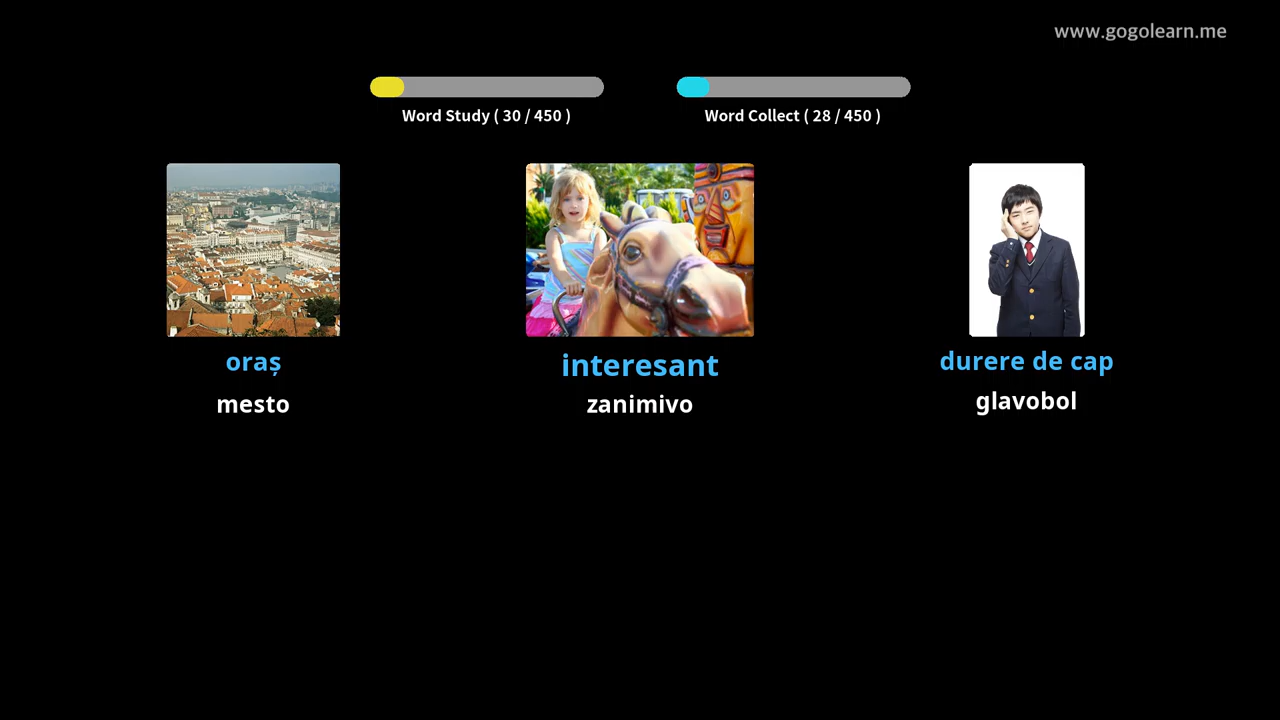 www.gogolearn.me
Word Study ( 30 / 450 )
Word Collect ( 28 / 450 )
oraș
interesant
durere de cap
mesto
zanimivo
glavobol